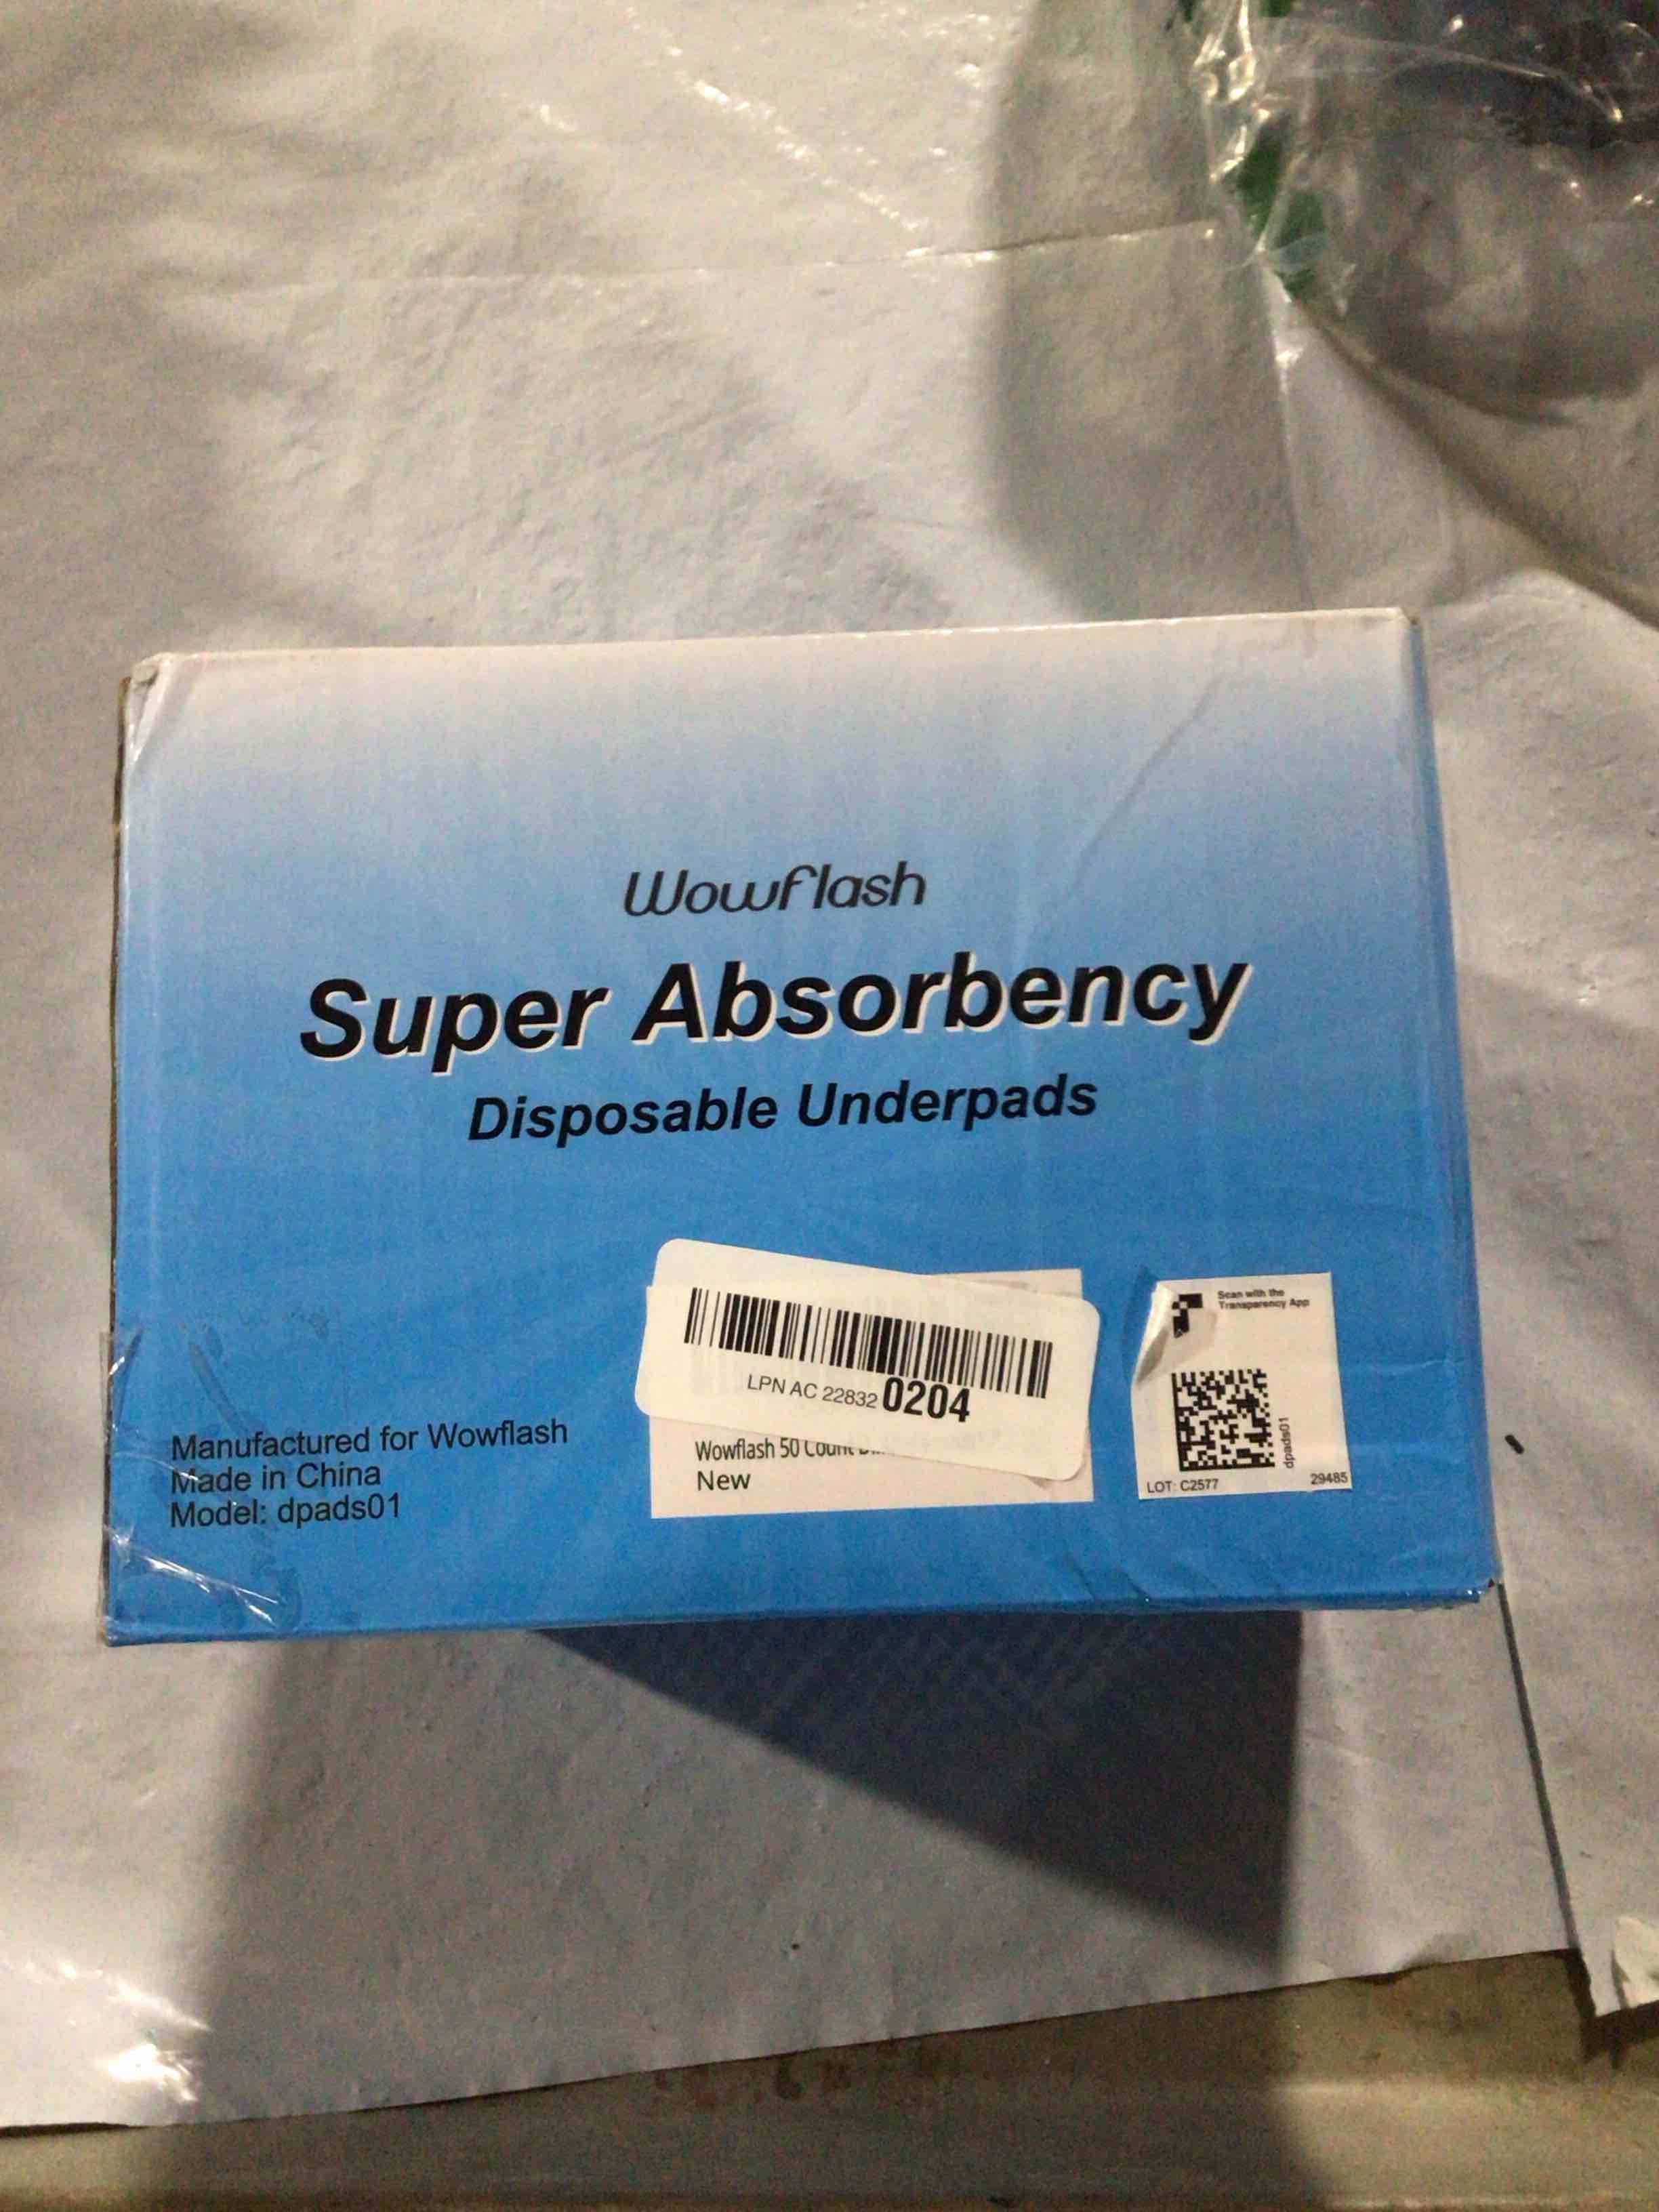 Wowflash
Super Absorbency
Disposable Underpads
Scan with the
Transparency App
LPN AC 22832 0204
Manufactured for Wowflash
Made in China
Model: dpads01
Wowflash 50 Count
New
dpads01
LOT: C2577
29485